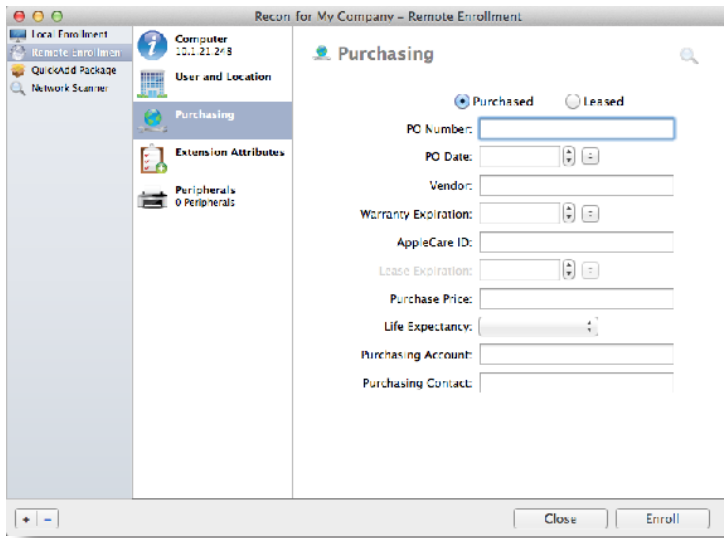 Recon for My Company – Remote Enrollment
Local Enrollment
Remote Enrollmen
QuickAdd Package
Network Scanner
Computer
10.1.21.248
User and Location
Purchasing
Extension Attributes
Peripherals
0 Peripherals
Purchasing
Purchased
Leased
PO Number:
PO Date:
Vendor:
Warranty Expiration:
AppleCare ID:
Lease Expiration:
Purchase Price:
Life Expectancy:
Purchasing Account:
Purchasing Contact:
+ −
Close
Enroll